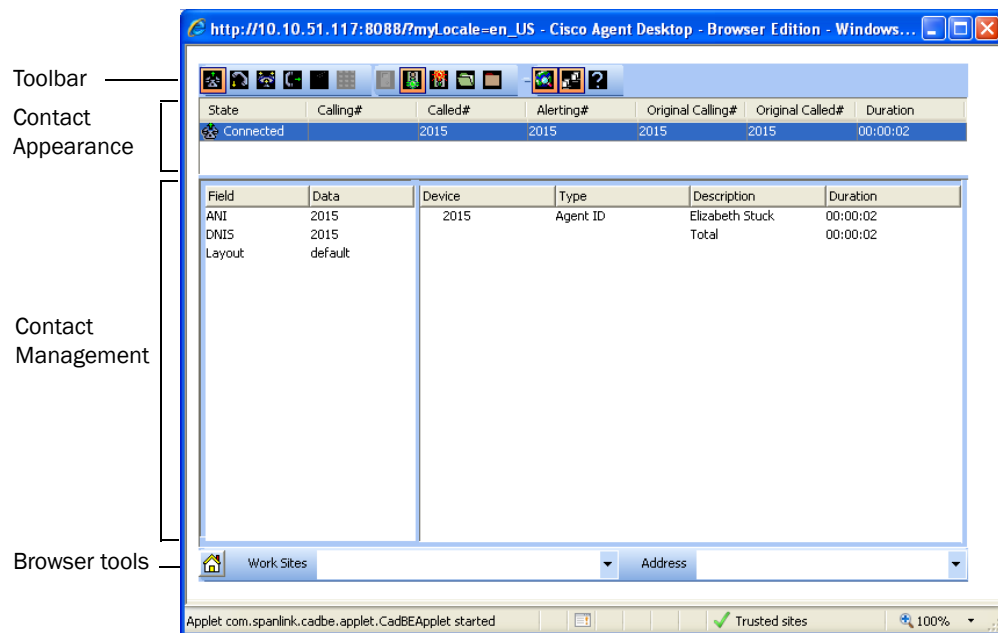 http://10.10.51.117:8088/?myLocale=en_US - Cisco Agent Desktop - Browser Edition - Windows...
Toolbar
Contact Appearance
State Calling# Called# Alerting# Original Calling# Original Called# Duration
Connected 2015 2015 2015 2015 00:00:02
Contact Management
Field Data
ANI 2015
DNIS 2015
Layout default
Device Type Description Duration
2015 Agent ID Elizabeth Stuck 00:00:02
Total 00:00:02
Browser tools
Work Sites Address
Applet com.spanlink.cadbe.applet.CadBEApplet started Trusted sites 100%